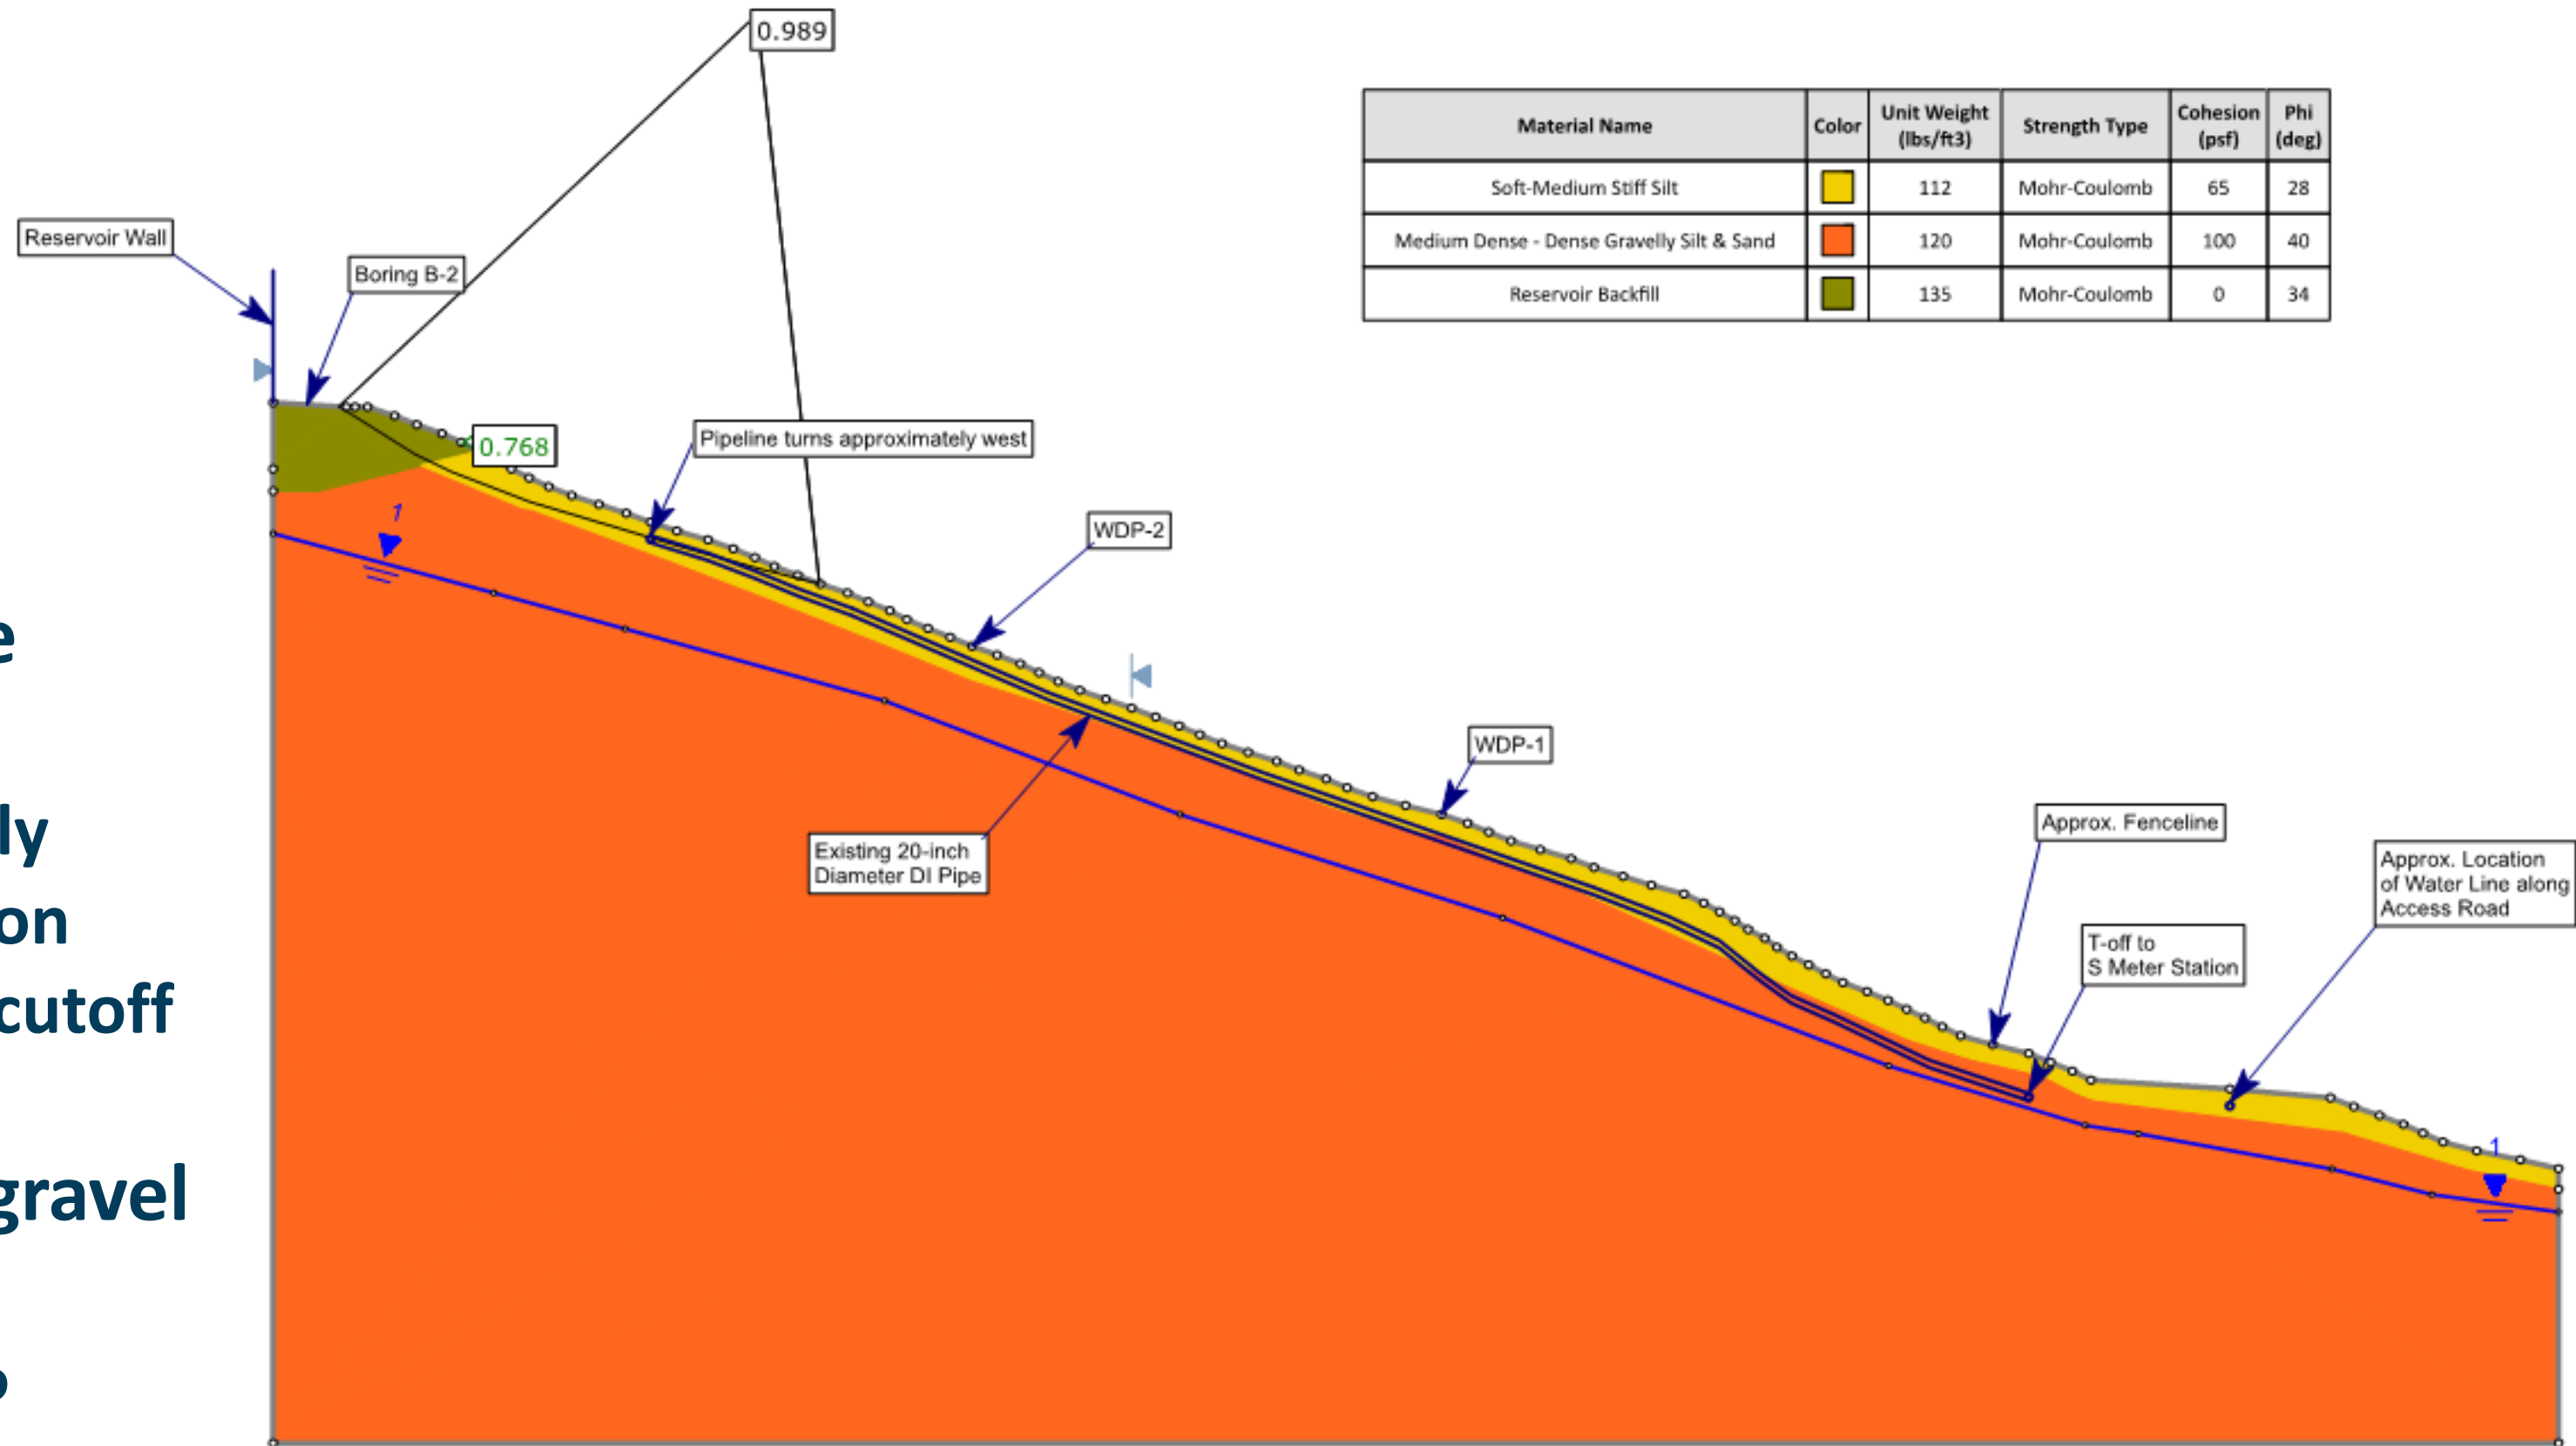 0.989
Material Name Color Unit Weight (lbs/ft3) Strength Type Cohesion (psf) Phi (deg)
Soft-Medium Stiff Silt 112 Mohr-Coulomb 65 28
Medium Dense - Dense Gravelly Silt & Sand 120 Mohr-Coulomb 100 40
Reservoir Backfill 135 Mohr-Coulomb 0 34
Reservoir Wall
Boring B-2
0.768
Pipeline turns approximately west
1
WDP-2
WDP-1
Existing 20-inch
Diameter DI Pipe
Approx. Fenceline
Approx. Location
of Water Line along
Access Road
T-off to
S Meter Station
1
e
ly
on
cutoff
gravel